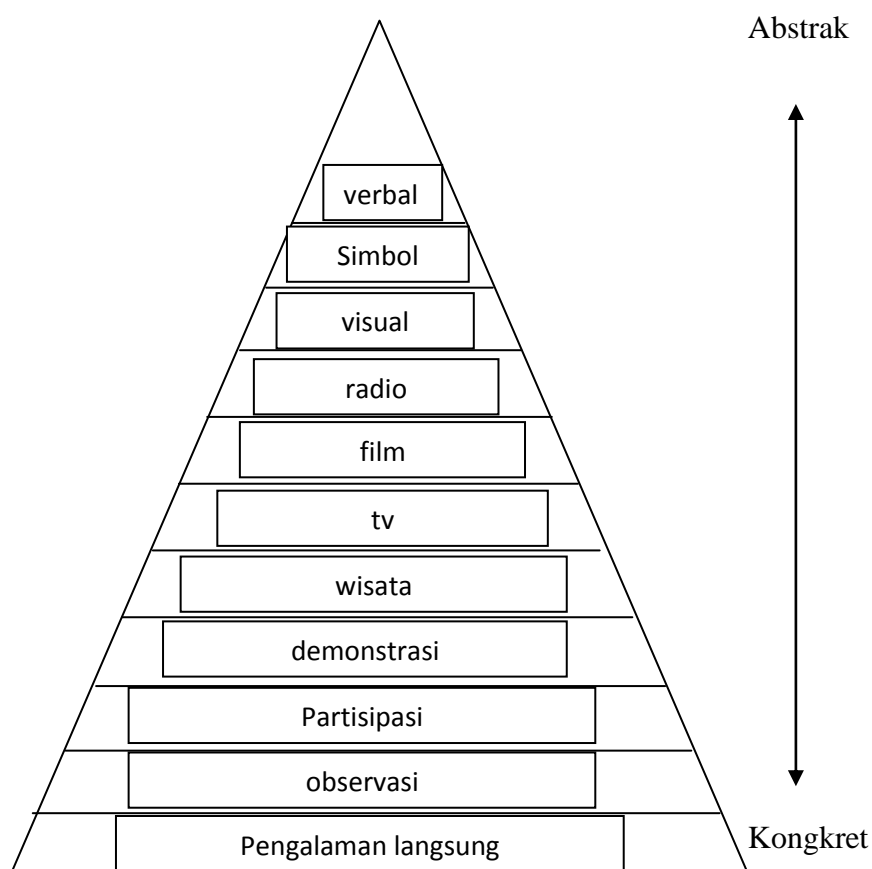 Abstrak
verbal
Simbol
visual
radio
film
tv
wisata
demonstrasi
Partisipasi
observasi
Pengalaman langsung
Kongkret